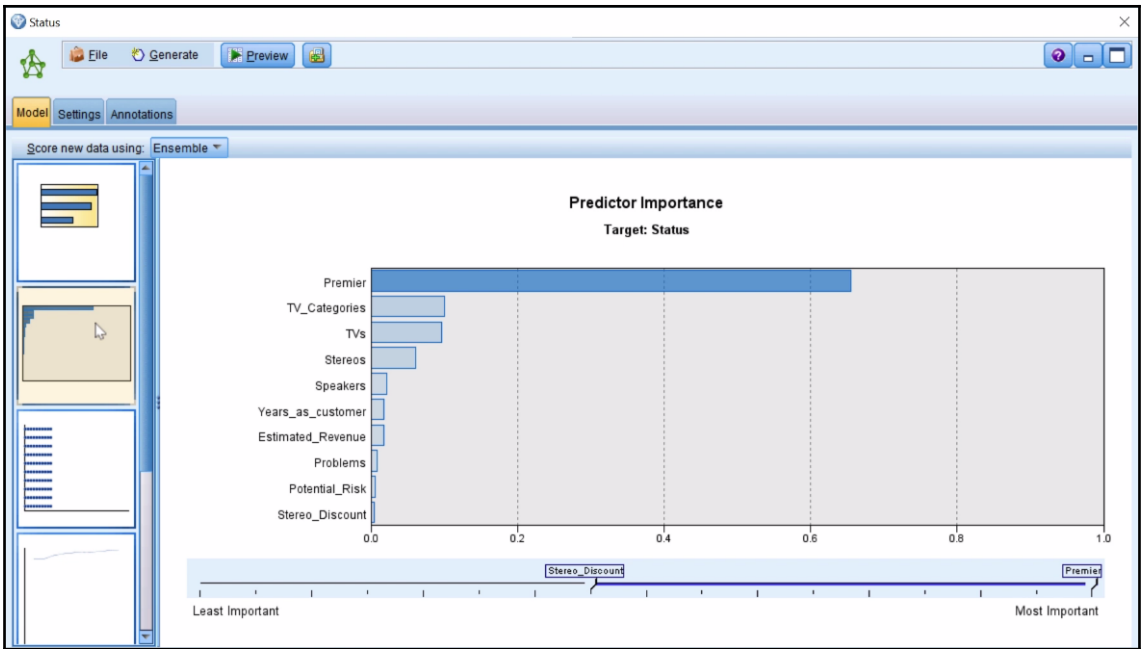 Status
File Generate Preview
Model Settings Annotations
Score new data using: Ensemble
Predictor Importance
Target: Status
Premier
TV_Categories
TVs
Stereos
Speakers
Years_as_customer
Estimated_Revenue
Problems
Potential_Risk
Stereo_Discount
0.0 0.2 0.4 0.6 0.8 1.0
Stereo_Discount Premier
Least Important Most Important